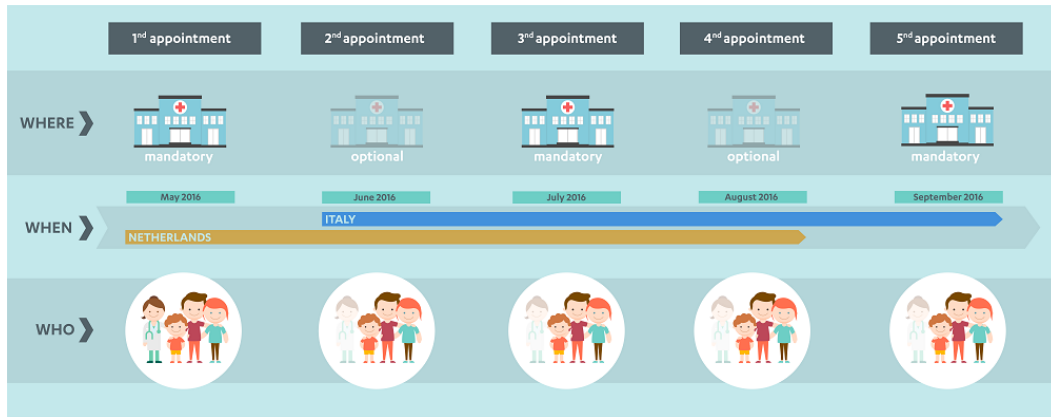 1nd appointment
2nd appointment
3nd appointment
4nd appointment
5nd appointment
WHERE
mandatory
optional
mandatory
optional
mandatory
May 2016
June 2016
July 2016
August 2016
September 2016
WHEN
ITALY
NETHERLANDS
WHO